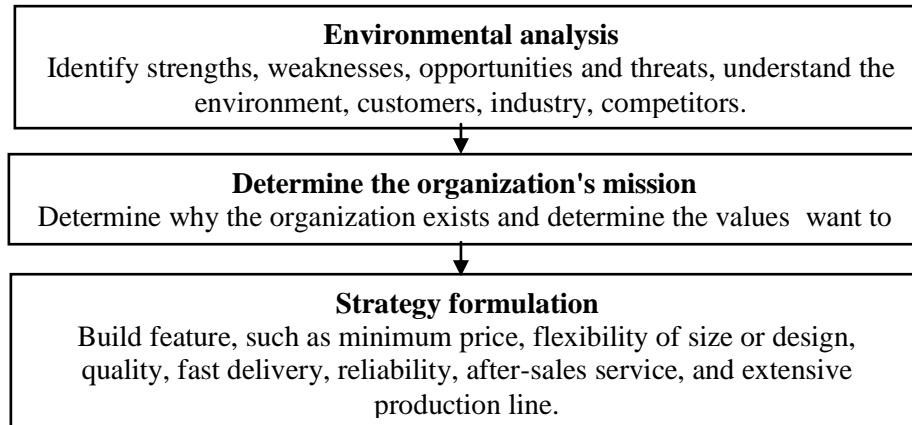 Environmental analysis
Identify strengths, weaknesses, opportunities and threats, understand the
environment, customers, industry, competitors.
Determine the organization's mission
Determine why the organization exists and determine the values want to
Strategy formulation
Build feature, such as minimum price, flexibility of size or design,
quality, fast delivery, reliability, after-sales service, and extensive
production line.